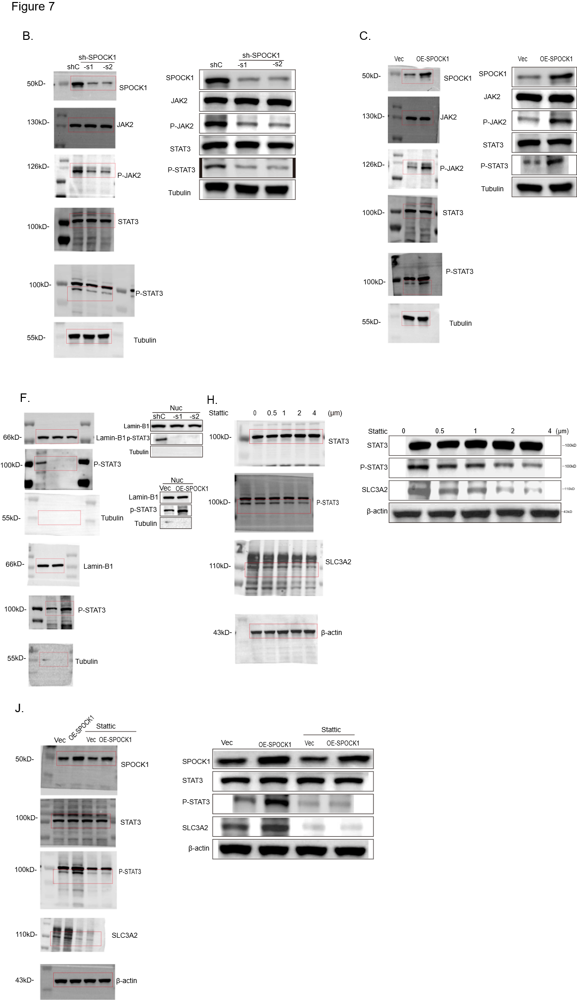 Figure 7
B.
sh-SPOCK1
shC -s1 -s2
50kD-
SPOCK1
130kD-
JAK2
126kD-
P-JAK2
STAT3
100kD-
100kD-
P-STAT3
55kD-
Tubulin
sh-SPOCK1
shC -s1 -s2
SPOCK1
JAK2
P-JAK2
STAT3
P-STAT3
Tubulin
C.
Vec OE-SPOCK1
50kD-
SPOCK1
130kD-
JAK2
126kD-
P-JAK2
100kD-
STAT3
P-STAT3
100kD-
55kD-
Tubulin
Vec OE-SPOCK1
SPOCK1
JAK2
P-JAK2
STAT3
P-STAT3
Tubulin
F.
66kD-
Lamin-B1
100kD-
P-STAT3
55kD-
Tubulin
66kD-
Lamin-B1
100kD-
P-STAT3
55kD-
Tubulin
Nuc
shC -s1 -s2
Lamin-B1
p-STAT3
Tubulin
Nuc
Vec OE-SPOCK1
Lamin-B1
p-STAT3
Tubulin
H.
Stattic 0 0.5 1 2 4 (μm)
100kD-
STAT3
100kD-
P-STAT3
2
110kD-
SLC3A2
43kD-
β-actin
Stattic 0 0.5 1 2 4 (μm)
STAT3 -100kD
P-STAT3 -100kD
SLC3A2 -110kD
β-actin -43kD
J.
OE-SPOCK1
Stattic
Vec Vec OE-SPOCK1
50kD-
SPOCK1
100kD-
STAT3
100kD-
P-STAT3
110kD-
SLC3A2
43kD-
β-actin
Stattic
Vec OE-SPOCK1 Vec OE-SPOCK1
SPOCK1
STAT3
P-STAT3
SLC3A2
β-actin